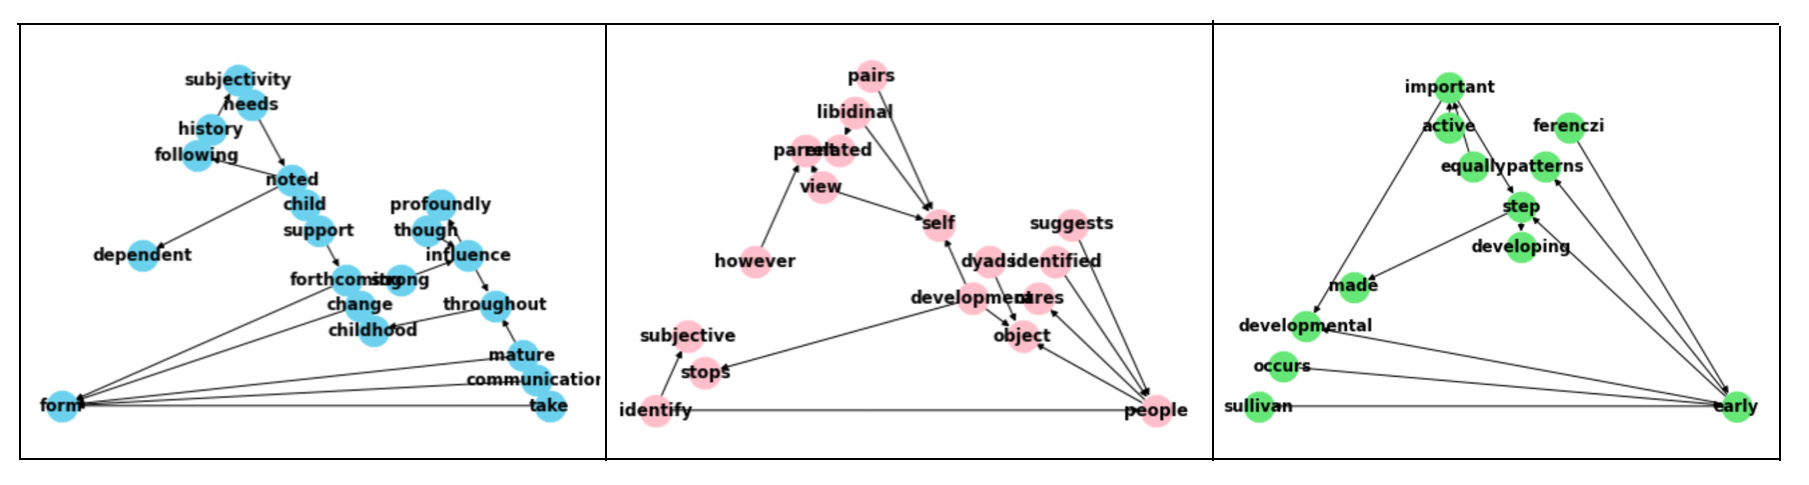 subjectivity
needs
history
following
noted
child
support
dependent
profoundly
though
influence
forthcoming
strong
change
throughout
childhood
mature
communication
form
take
pairs
libidinal
parent
related
view
self
suggests
however
dyads
identified
development
cares
object
subjective
stops
identify
people
important
active
ferenczi
equally
patterns
step
developing
made
developmental
occurs
sullivan
early